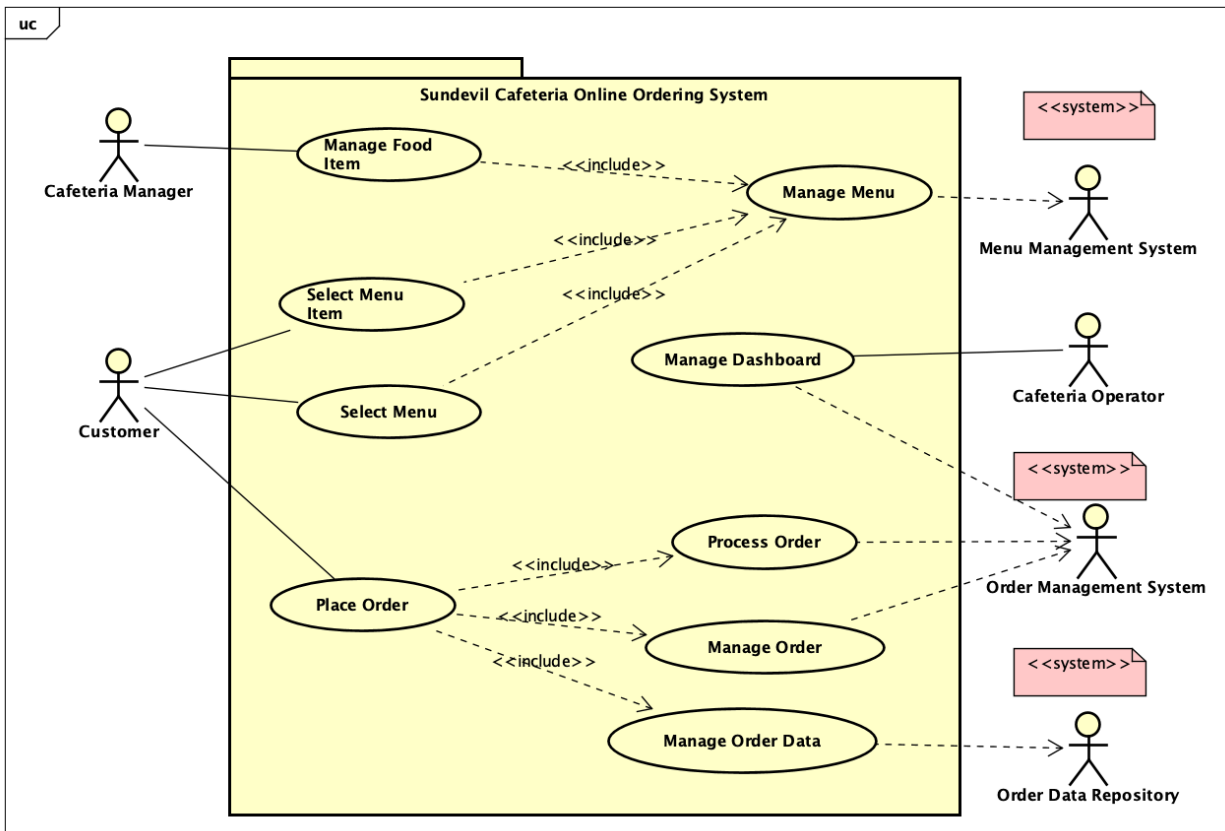 uc
Sundevil Cafeteria Online Ordering System
<<system>>
Manage Food
Item
<<include>>
Cafeteria Manager
Manage Menu
Menu Management System
<<include>>
Select Menu
Item
<<include>>
Manage Dashboard
Cafeteria Operator
Select Menu
Customer
<<system>>
Process Order
<<include>>
Order Management System
Place Order
<<include>>
Manage Order
<<include>>
<<system>>
Manage Order Data
Order Data Repository